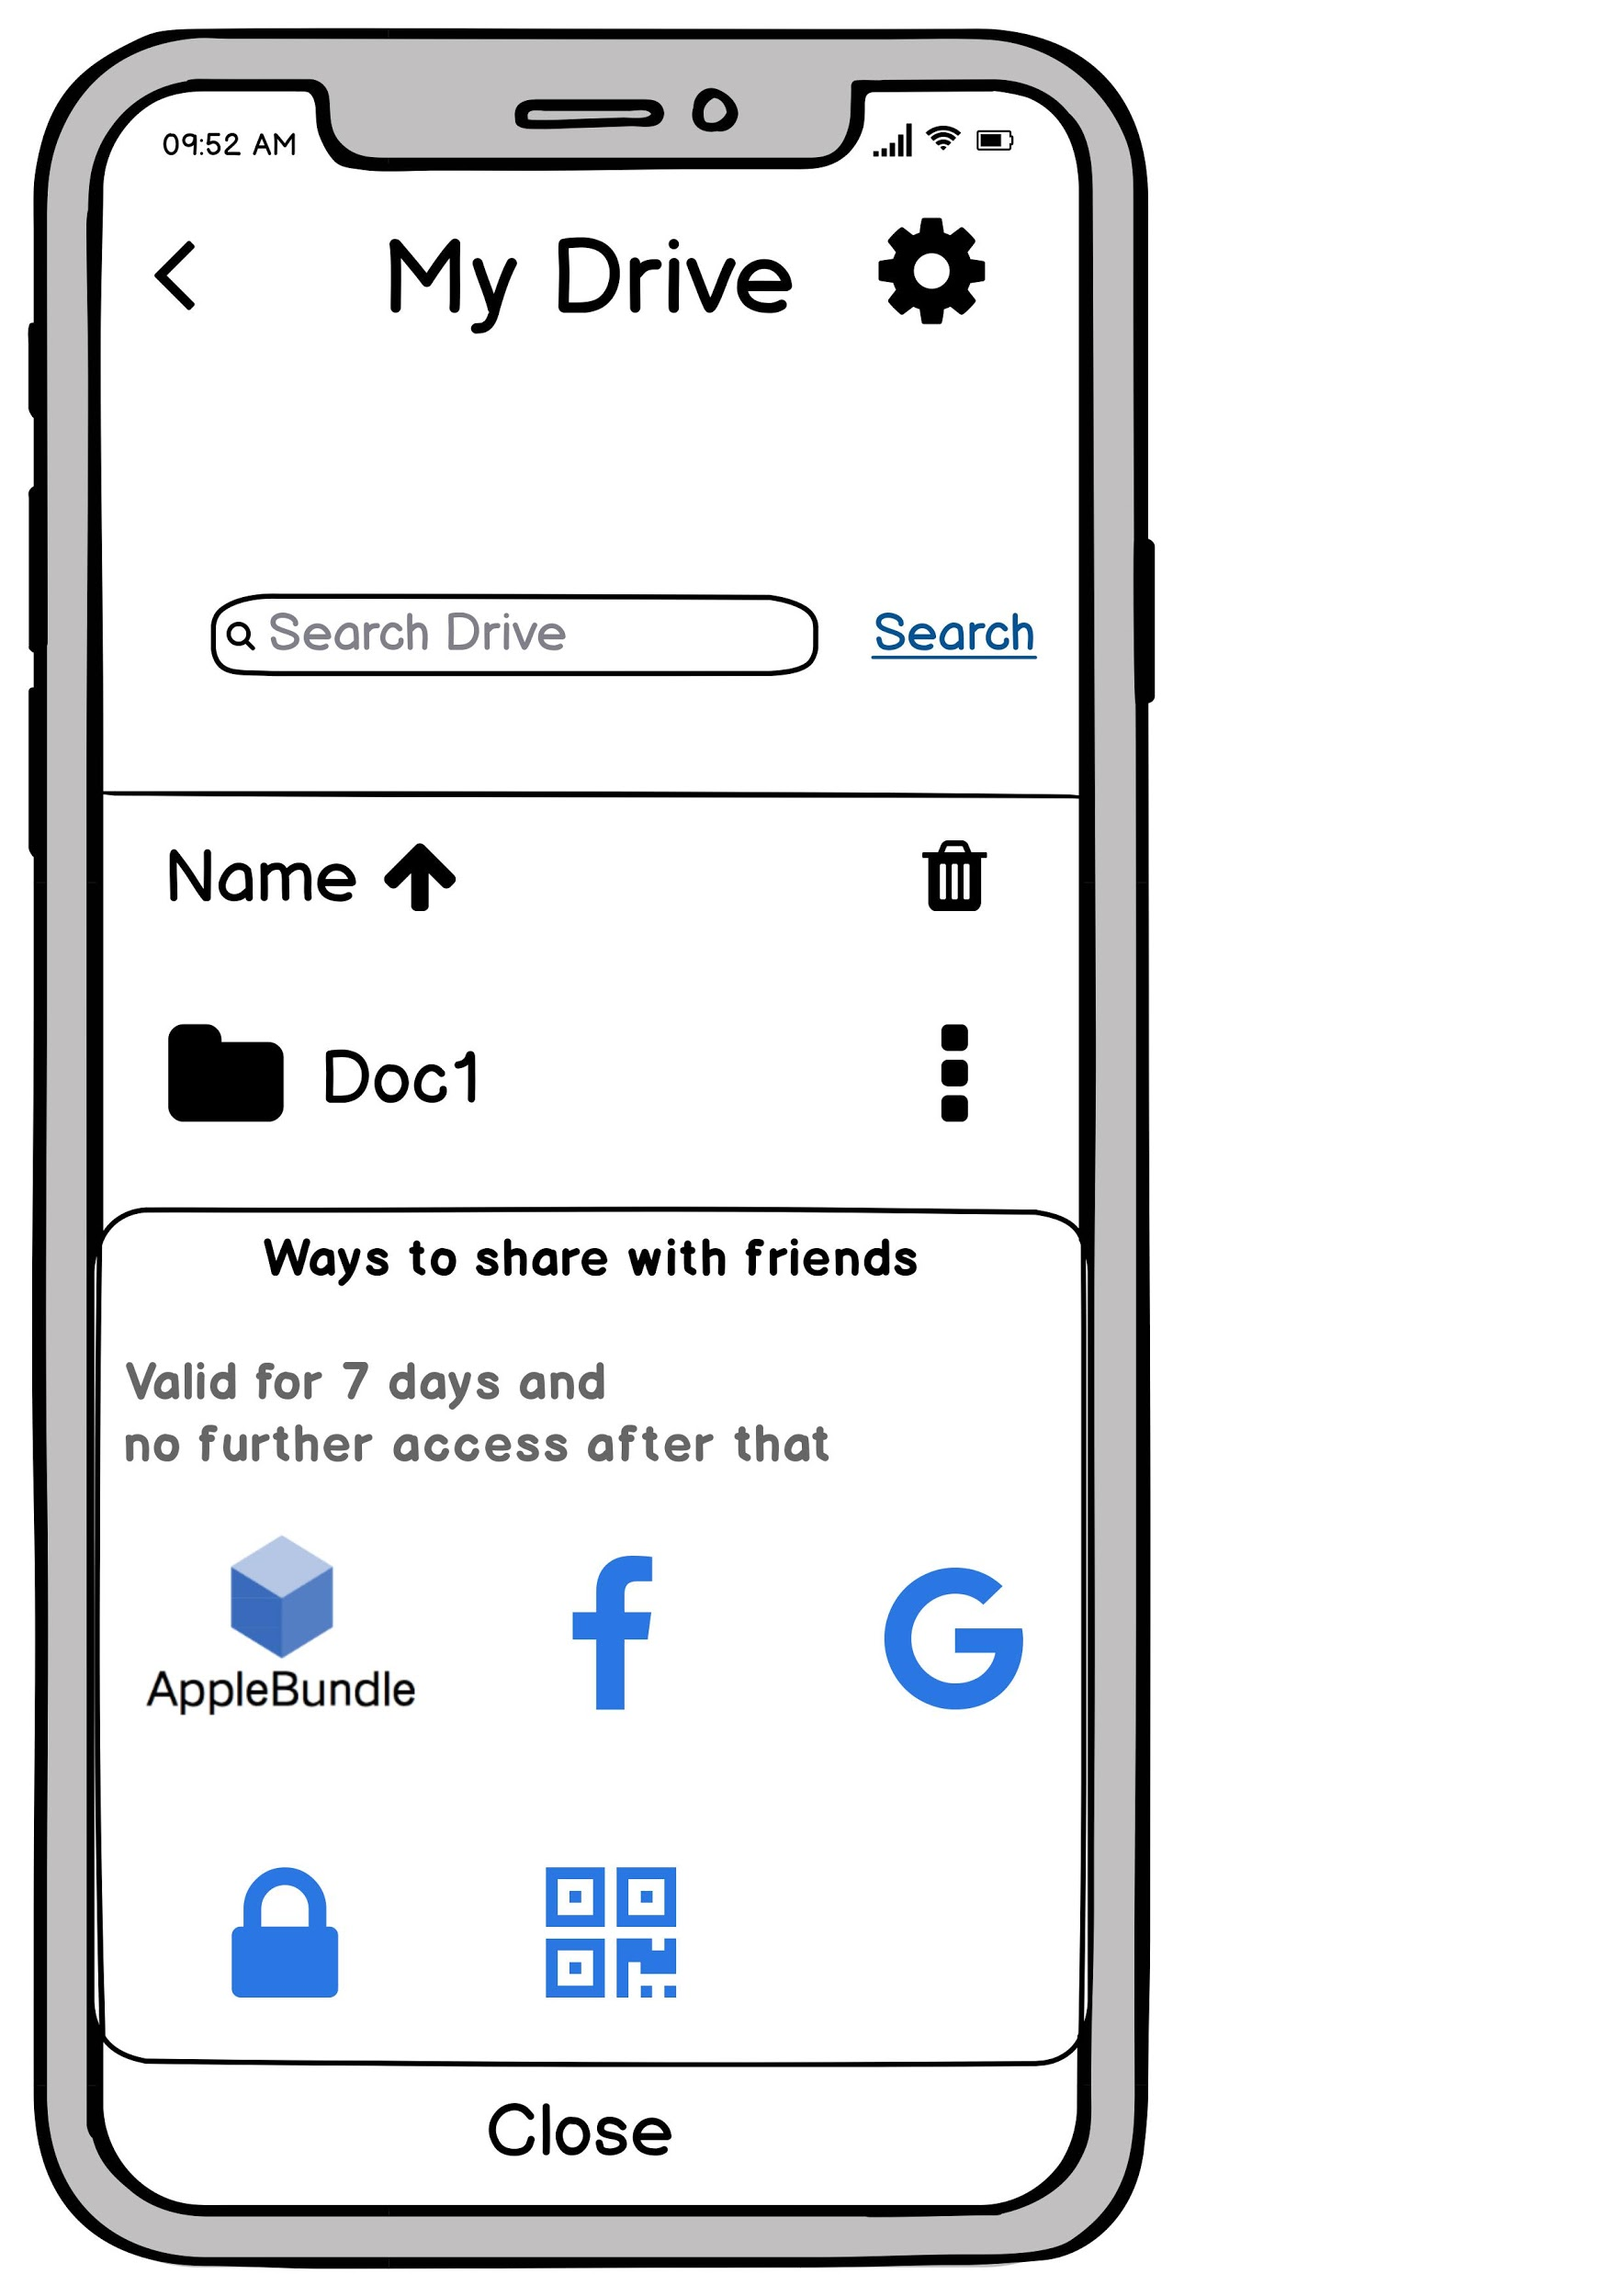 09:52 AM
My Drive
Search Drive
Search
Name
Doc1
Ways to share with friends
Valid for 7 days and
no further access after that
AppleBundle
Close